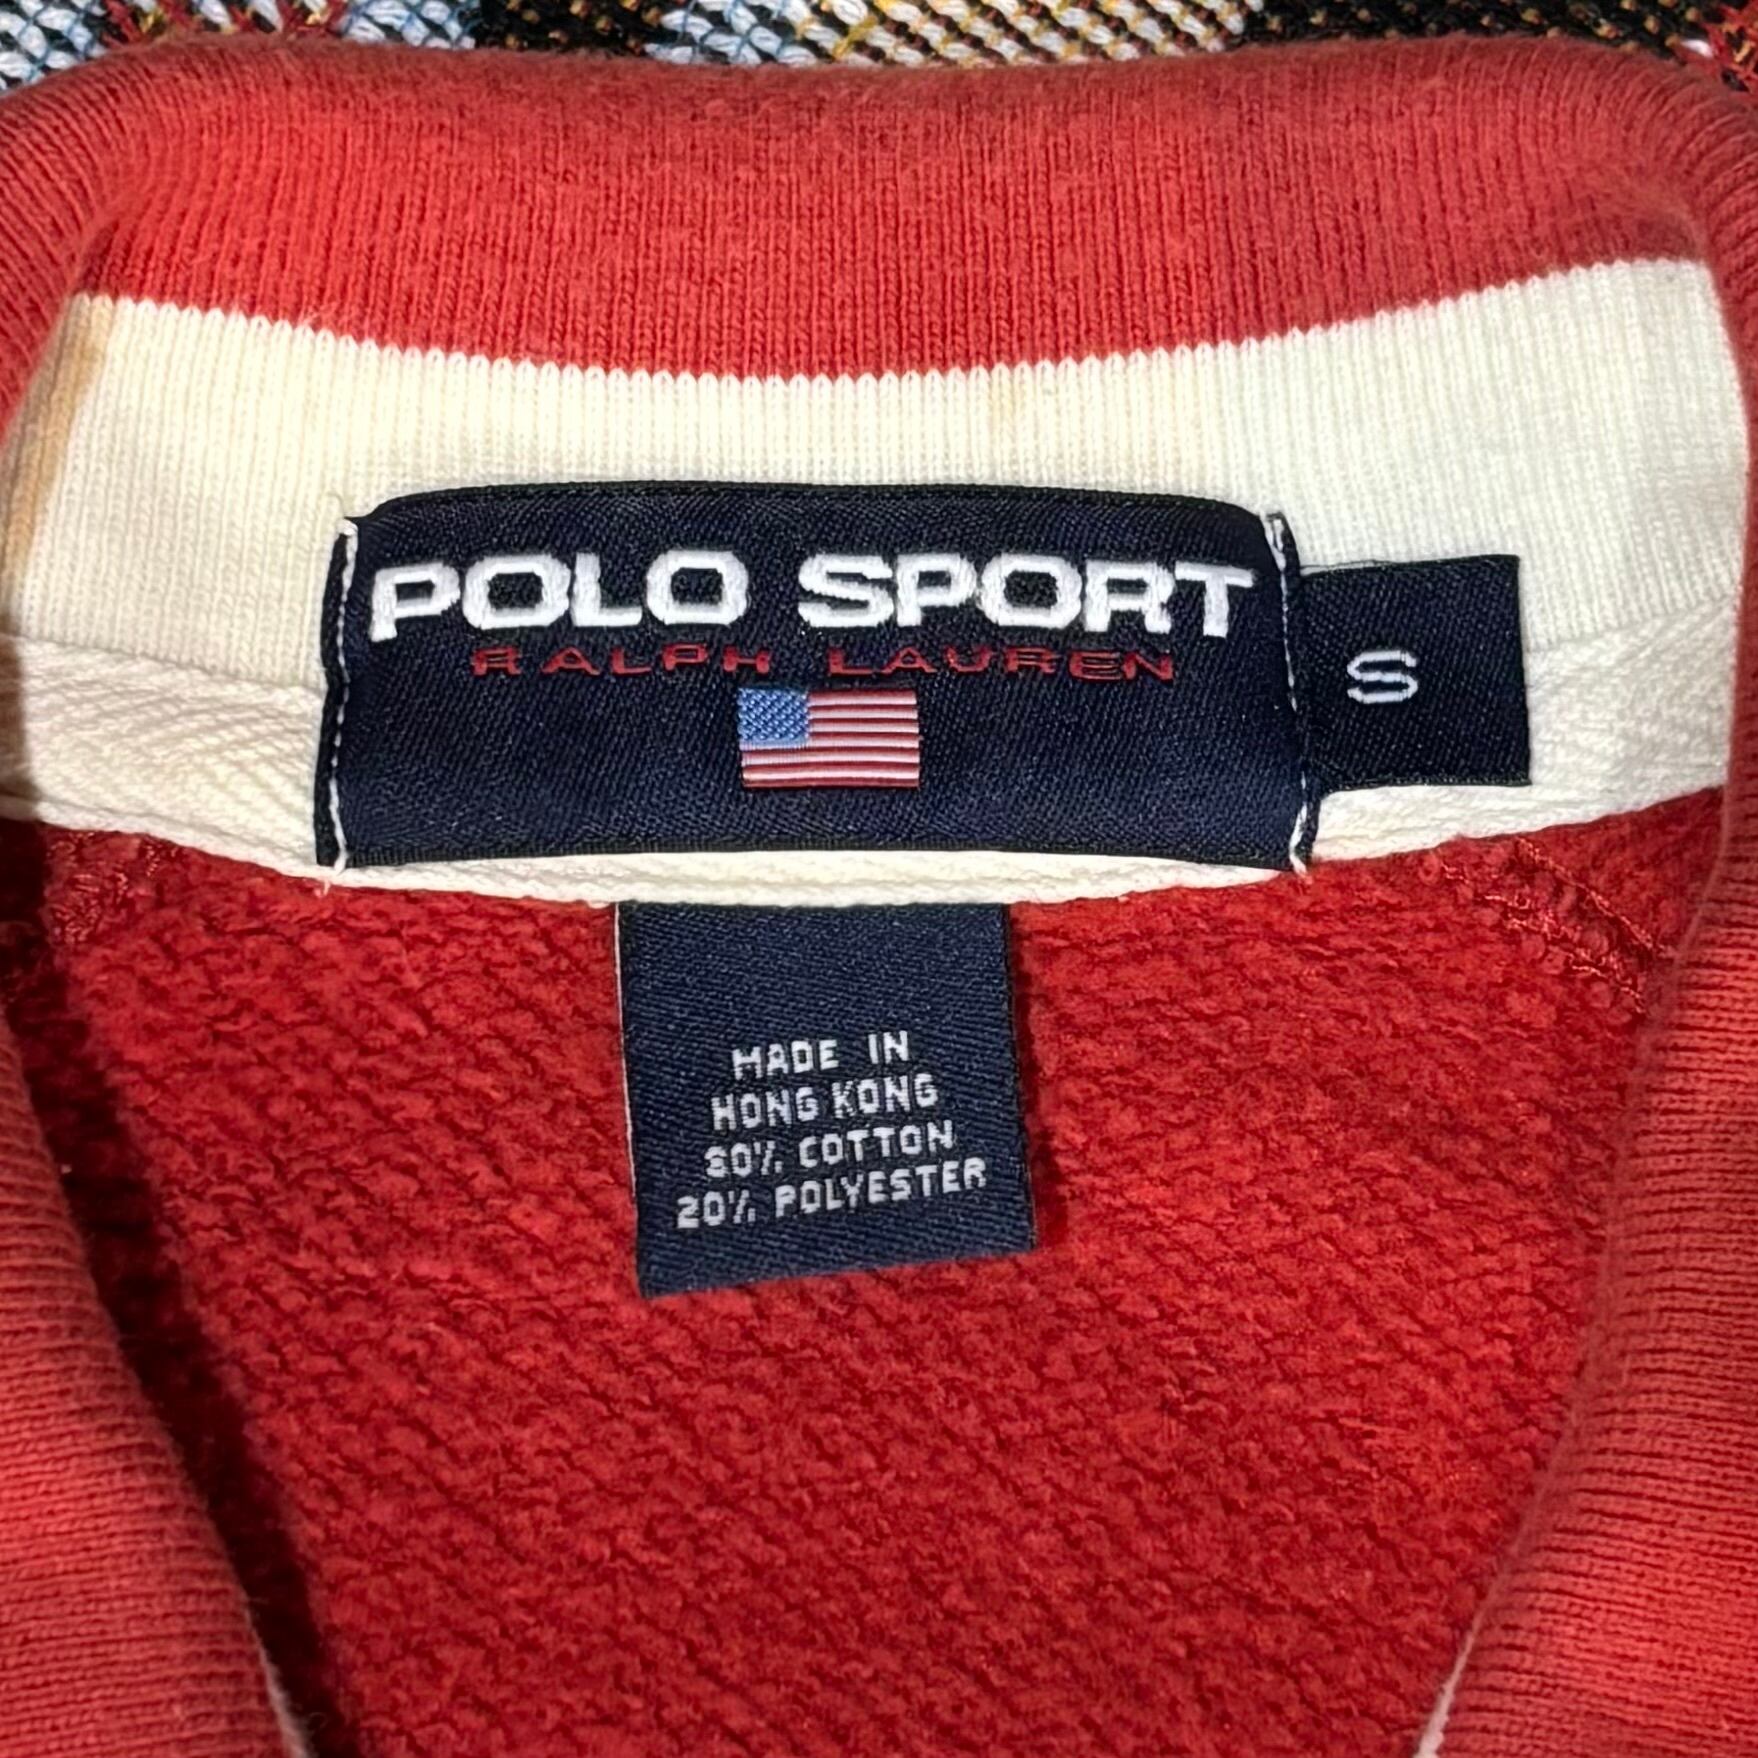 POLO SPORT
RALPH LAUREN
S
MADE IN
HONG KONG
80% COTTON
20% POLYESTER